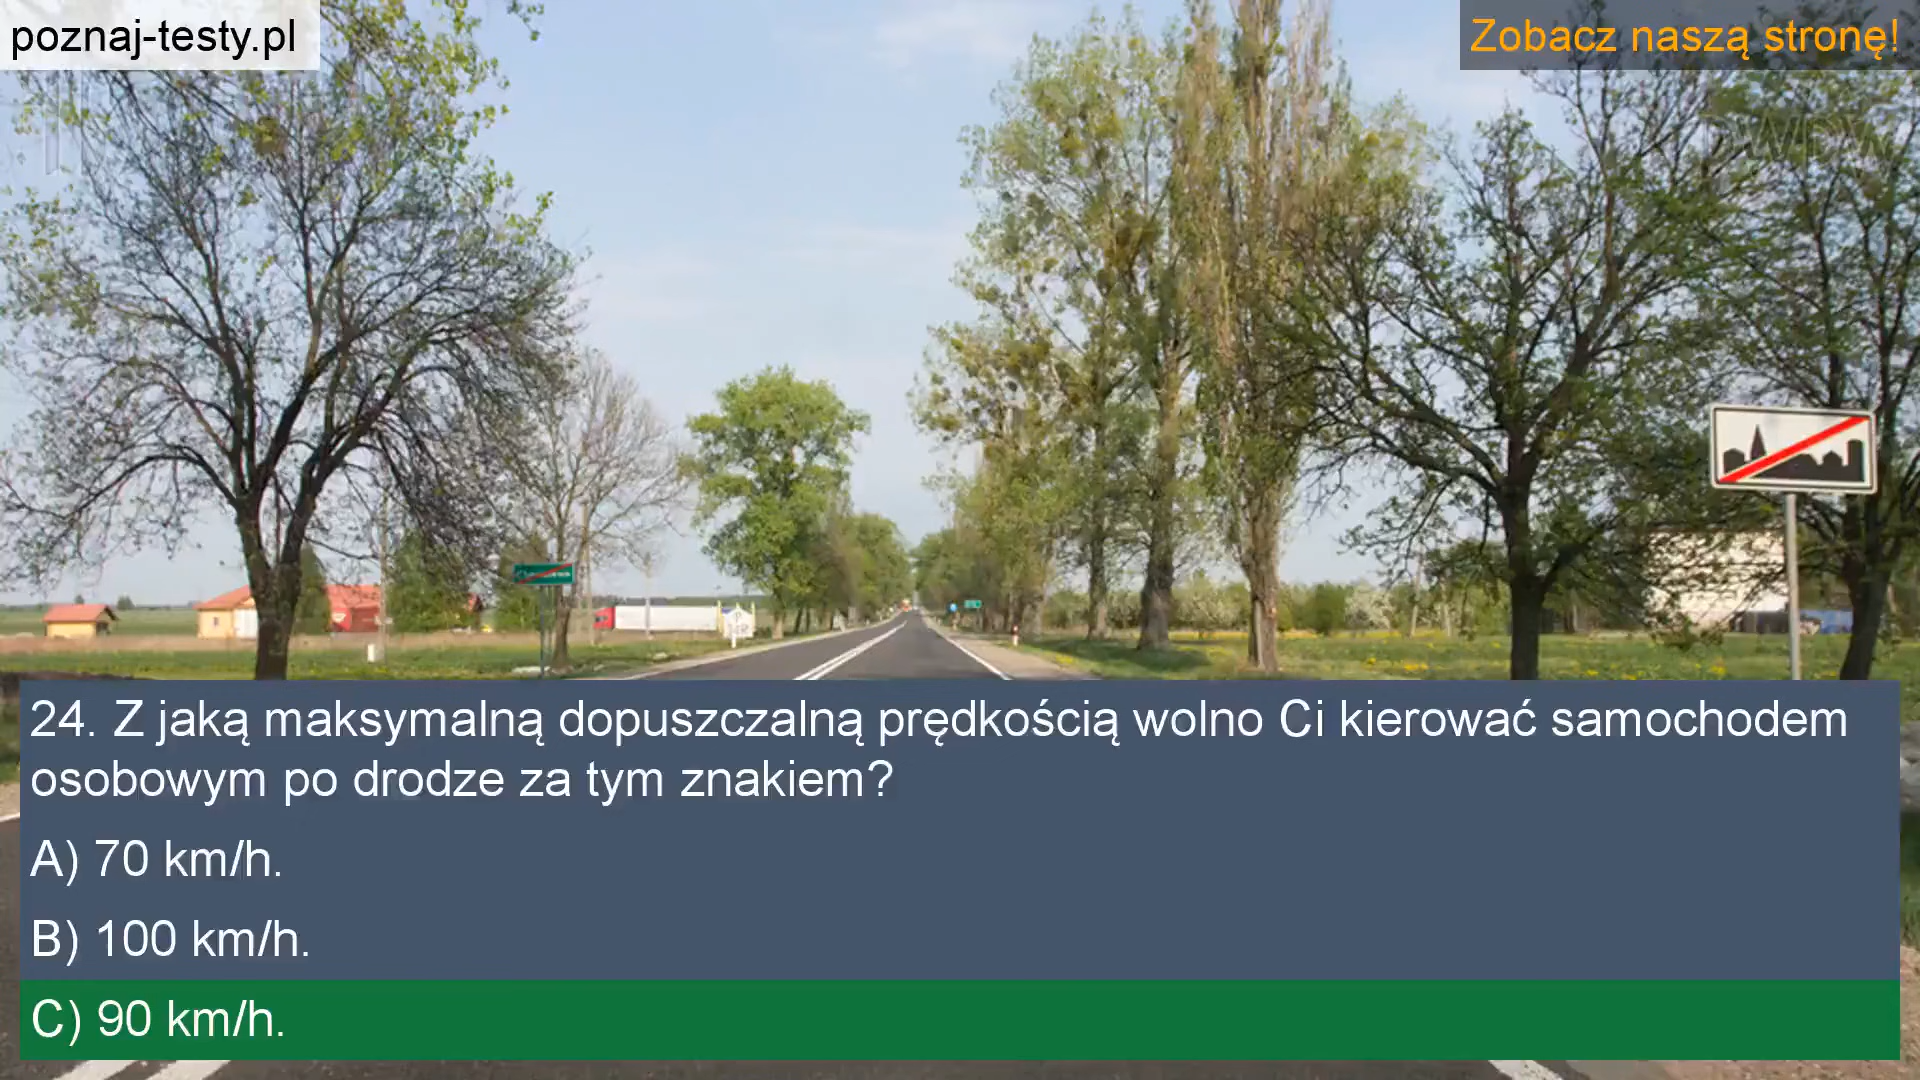 poznaj-testy.pl
Zobacz naszą stronę!
24. Z jaką maksymalną dopuszczalną prędkością wolno Ci kierować samochodem
osobowym po drodze za tym znakiem?
A) 70 km/h.
B) 100 km/h.
C) 90 km/h.